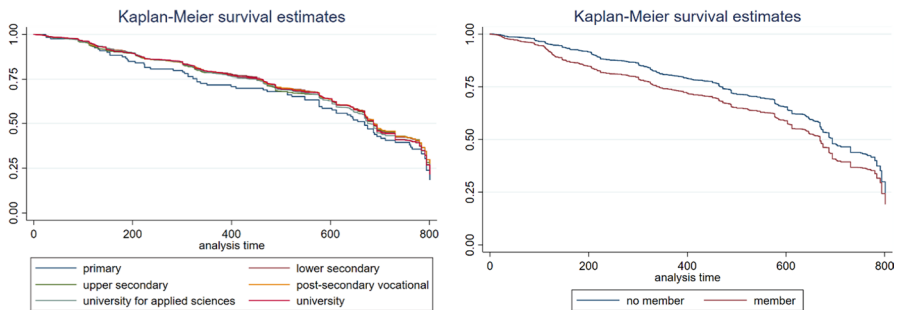 Kaplan-Meier survival estimates
1.00
0.75
0.50
0.25
0.00
0 200 400 600 800
analysis time
primary lower secondary
upper secondary post-secondary vocational
university for applied sciences university
Kaplan-Meier survival estimates
1.00
0.75
0.50
0.25
0.00
0 200 400 600 800
analysis time
no member member